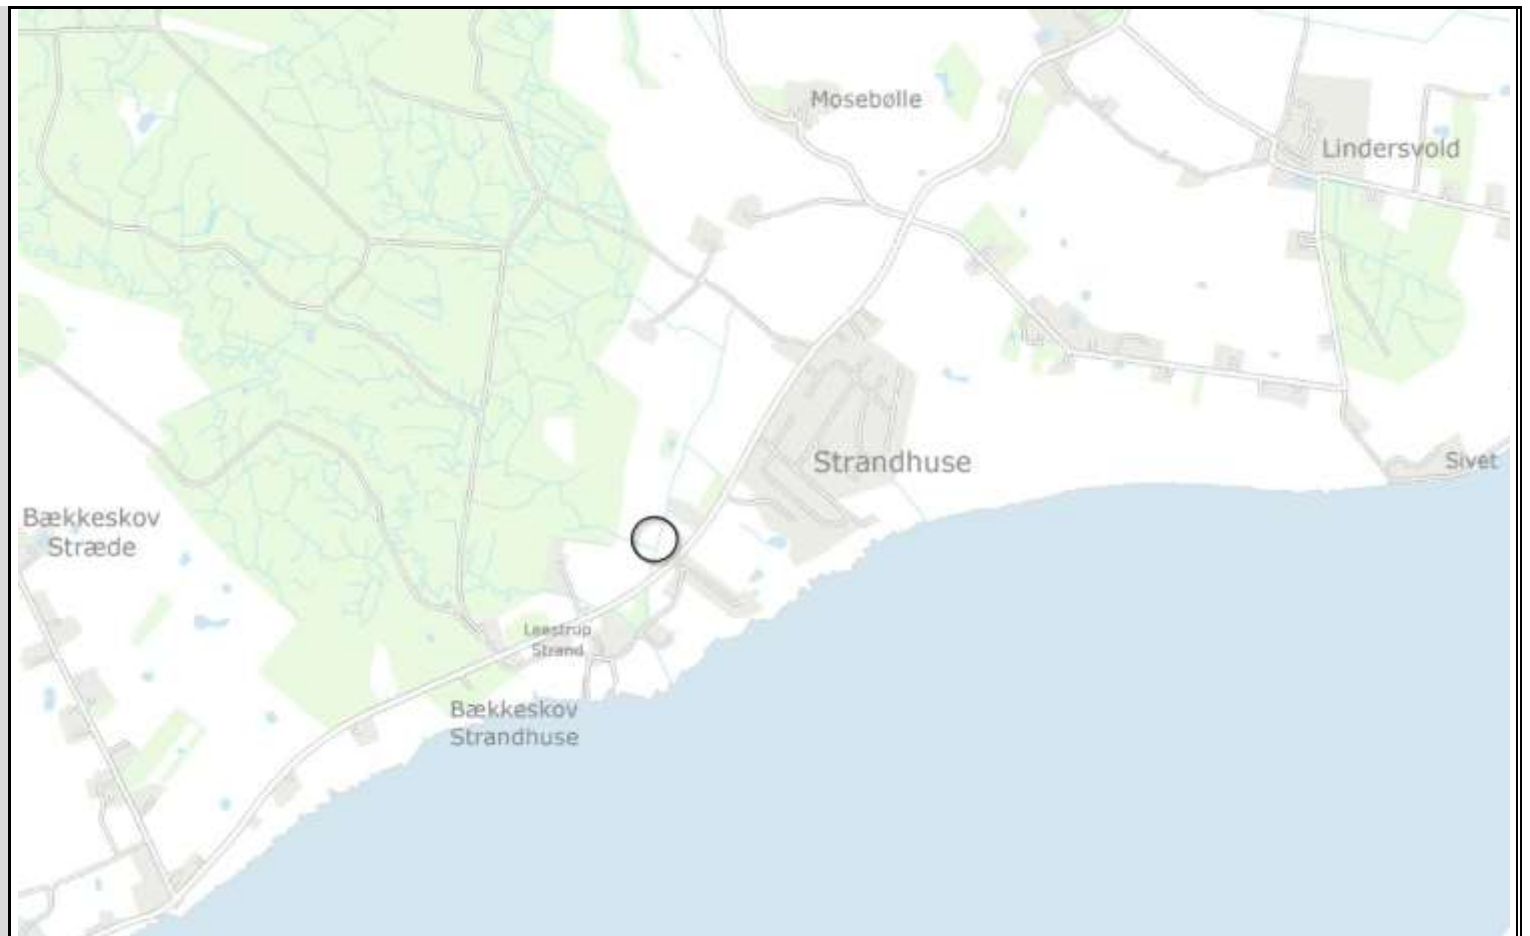 Mosebølle
Lindersvold
Strandhuse
Sivet
Bækkeskov
Stræde
Leestrup
Strand
Bækkeskov
Strandhuse